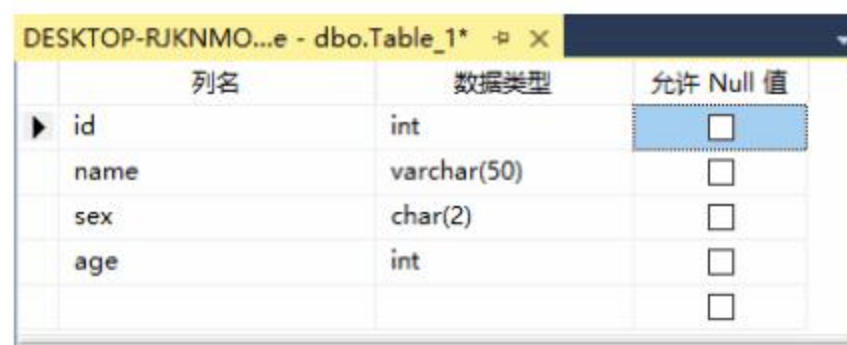 DESKTOP-RJKNMO...e - dbo.Table_1*
列名 数据类型 允许 Null 值
id int
name varchar(50)
sex char(2)
age int